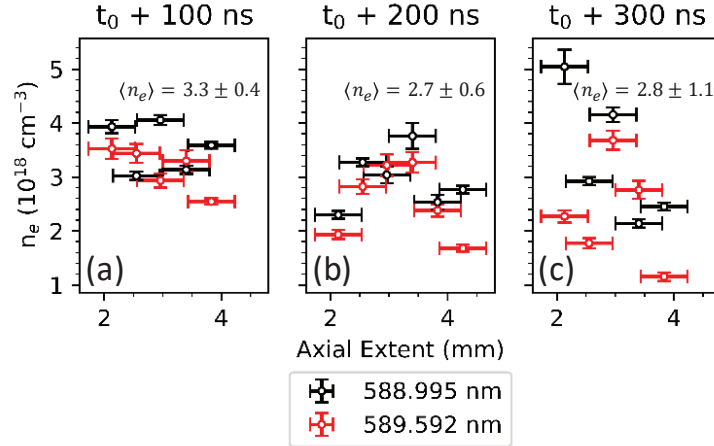 t₀ + 100 ns t₀ + 200 ns t₀ + 300 ns
⟨nₑ⟩ = 3.3 ± 0.4 ⟨nₑ⟩ = 2.7 ± 0.6 ⟨nₑ⟩ = 2.8 ± 1.1
nₑ (10¹⁸ cm⁻³)
5
4
3
2
1
(a) (b) (c)
2 4 2 4 2 4
Axial Extent (mm)
588.995 nm
589.592 nm